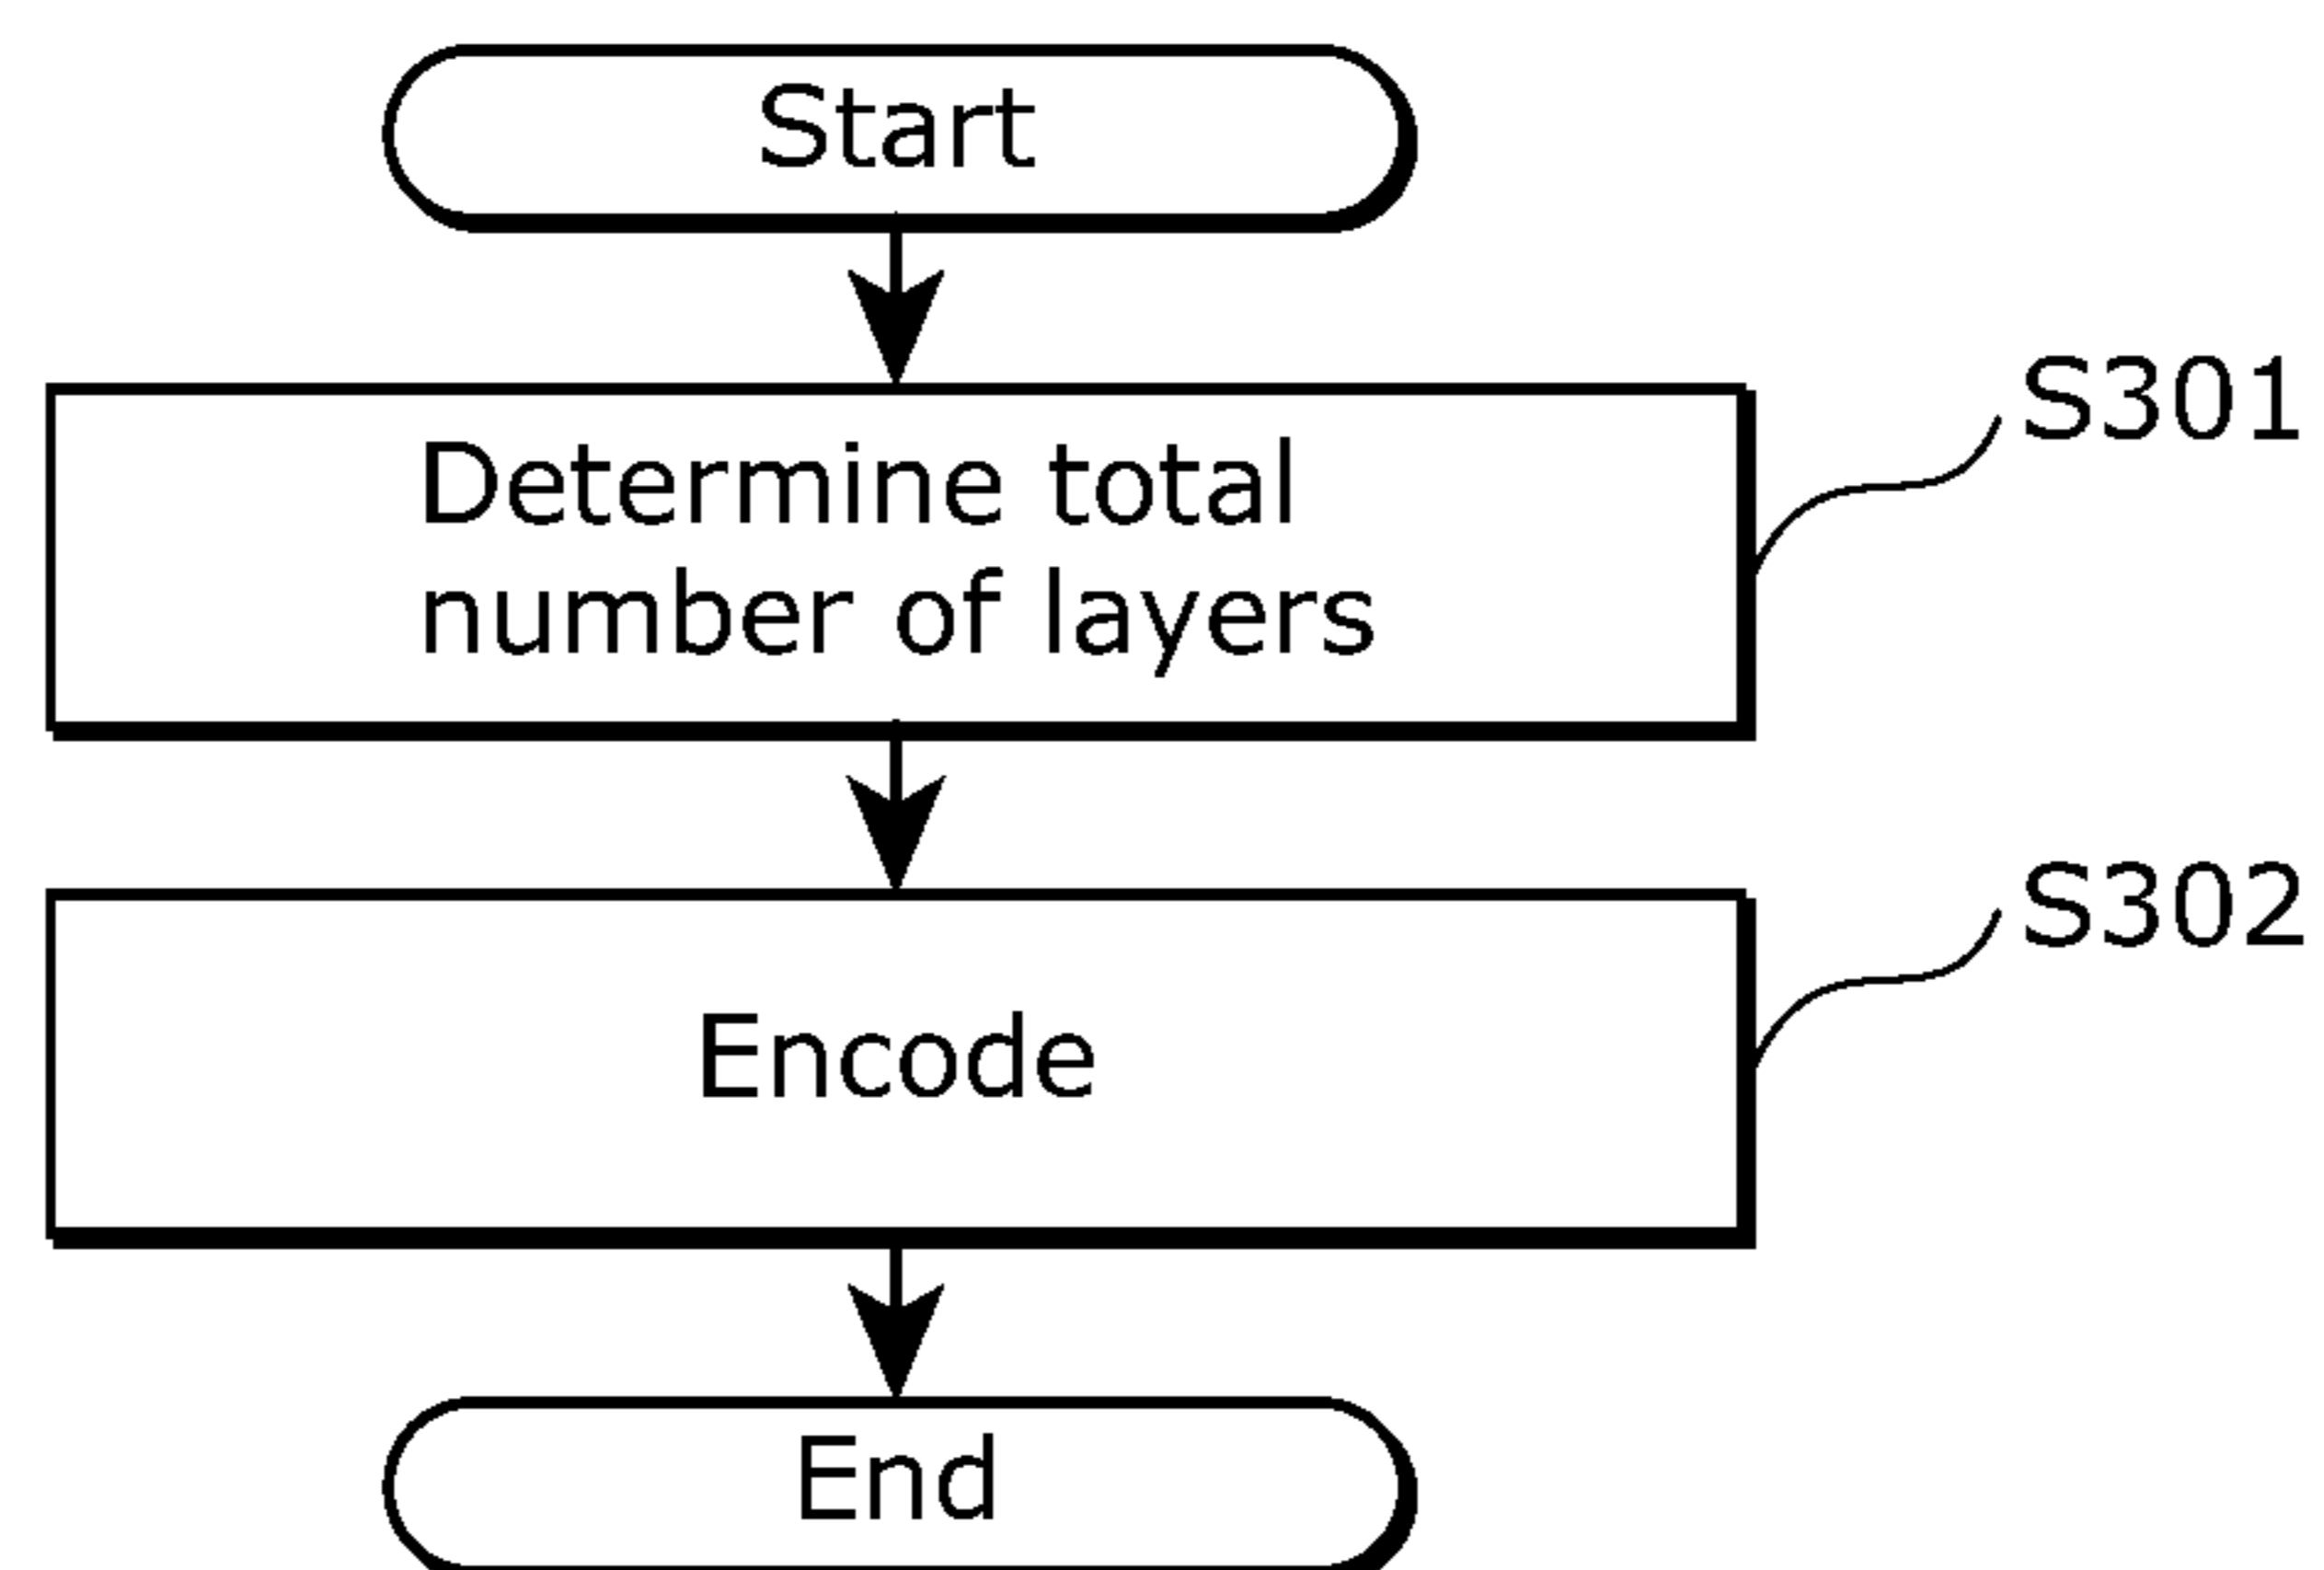 Start
S301
Determine total
number of layers
S302
Encode
End